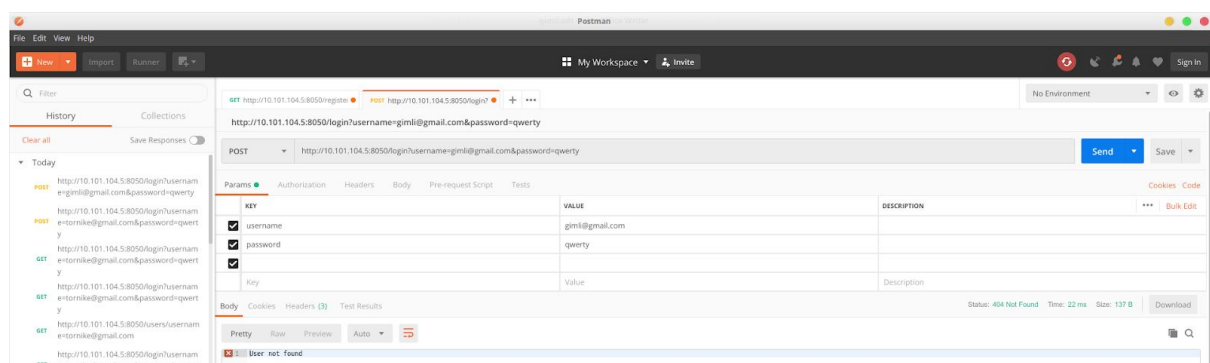 Postman
File Edit View Help
New Import Runner My Workspace Invite Sign In
Filter
History Collections
Clear all Save Responses
Today
POST http://10.101.104.5:8050/login?usernam
e=gimli@gmail.com&password=qwerty
POST http://10.101.104.5:8050/login?usernam
e=tornike@gmail.com&password=qwert
y
GET http://10.101.104.5:8050/login?usernam
e=tornike@gmail.com&password=qwert
y
GET http://10.101.104.5:8050/login?usernam
e=tornike@gmail.com&password=qwert
y
GET http://10.101.104.5:8050/users/usernam
e=tornike@gmail.com
http://10.101.104.5:8050/login?usernam
GET http://10.101.104.5:8050/register POST http://10.101.104.5:8050/login? + ••• No Environment
http://10.101.104.5:8050/login?username=gimli@gmail.com&password=qwerty
POST http://10.101.104.5:8050/login?username=gimli@gmail.com&password=qwerty Send Save
Params Authorization Headers Body Pre-request Script Tests Cookies Code
KEY VALUE DESCRIPTION ••• Bulk Edit
username gimli@gmail.com
password qwerty
Key Value Description
Body Cookies Headers (3) Test Results Status: 404 Not Found Time: 22 ms Size: 137 B Download
Pretty Raw Preview Auto
1 User not found